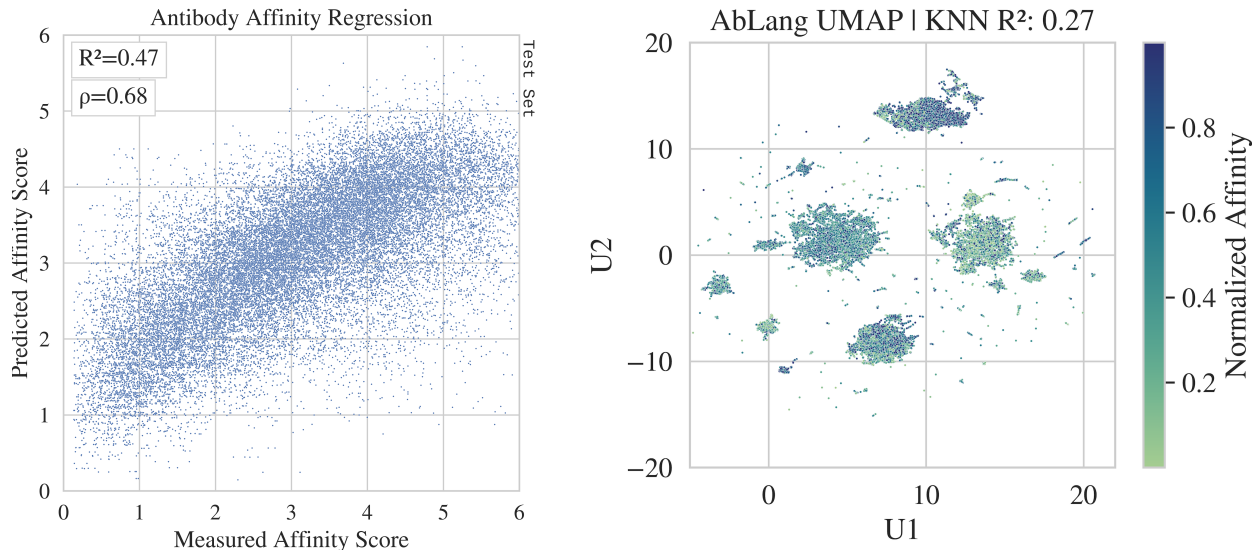 Antibody Affinity Regression
R²=0.47
ρ=0.68
Test Set
6
5
4
3
2
1
0
Predicted Affinity Score
0 1 2 3 4 5 6
Measured Affinity Score
AbLang UMAP | KNN R²: 0.27
20
10
0
−10
−20
U2
0 10 20
U1
0.8
0.6
0.4
0.2
Normalized Affinity